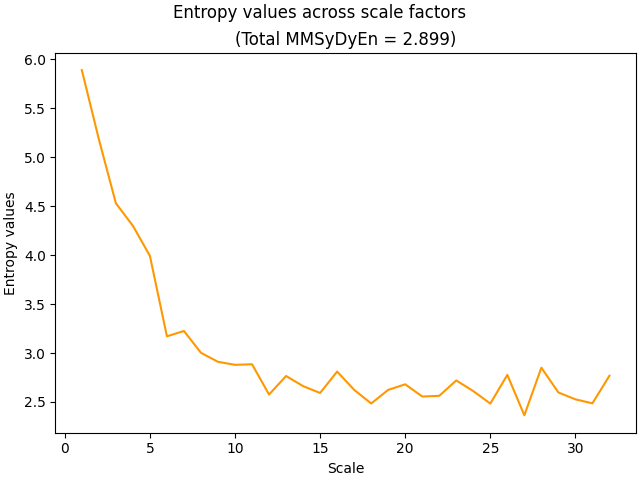 Entropy values across scale factors
(Total MMSyDyEn = 2.899)
6.0
5.5
5.0
4.5
4.0
3.5
3.0
2.5
Entropy values
0 5 10 15 20 25 30
Scale